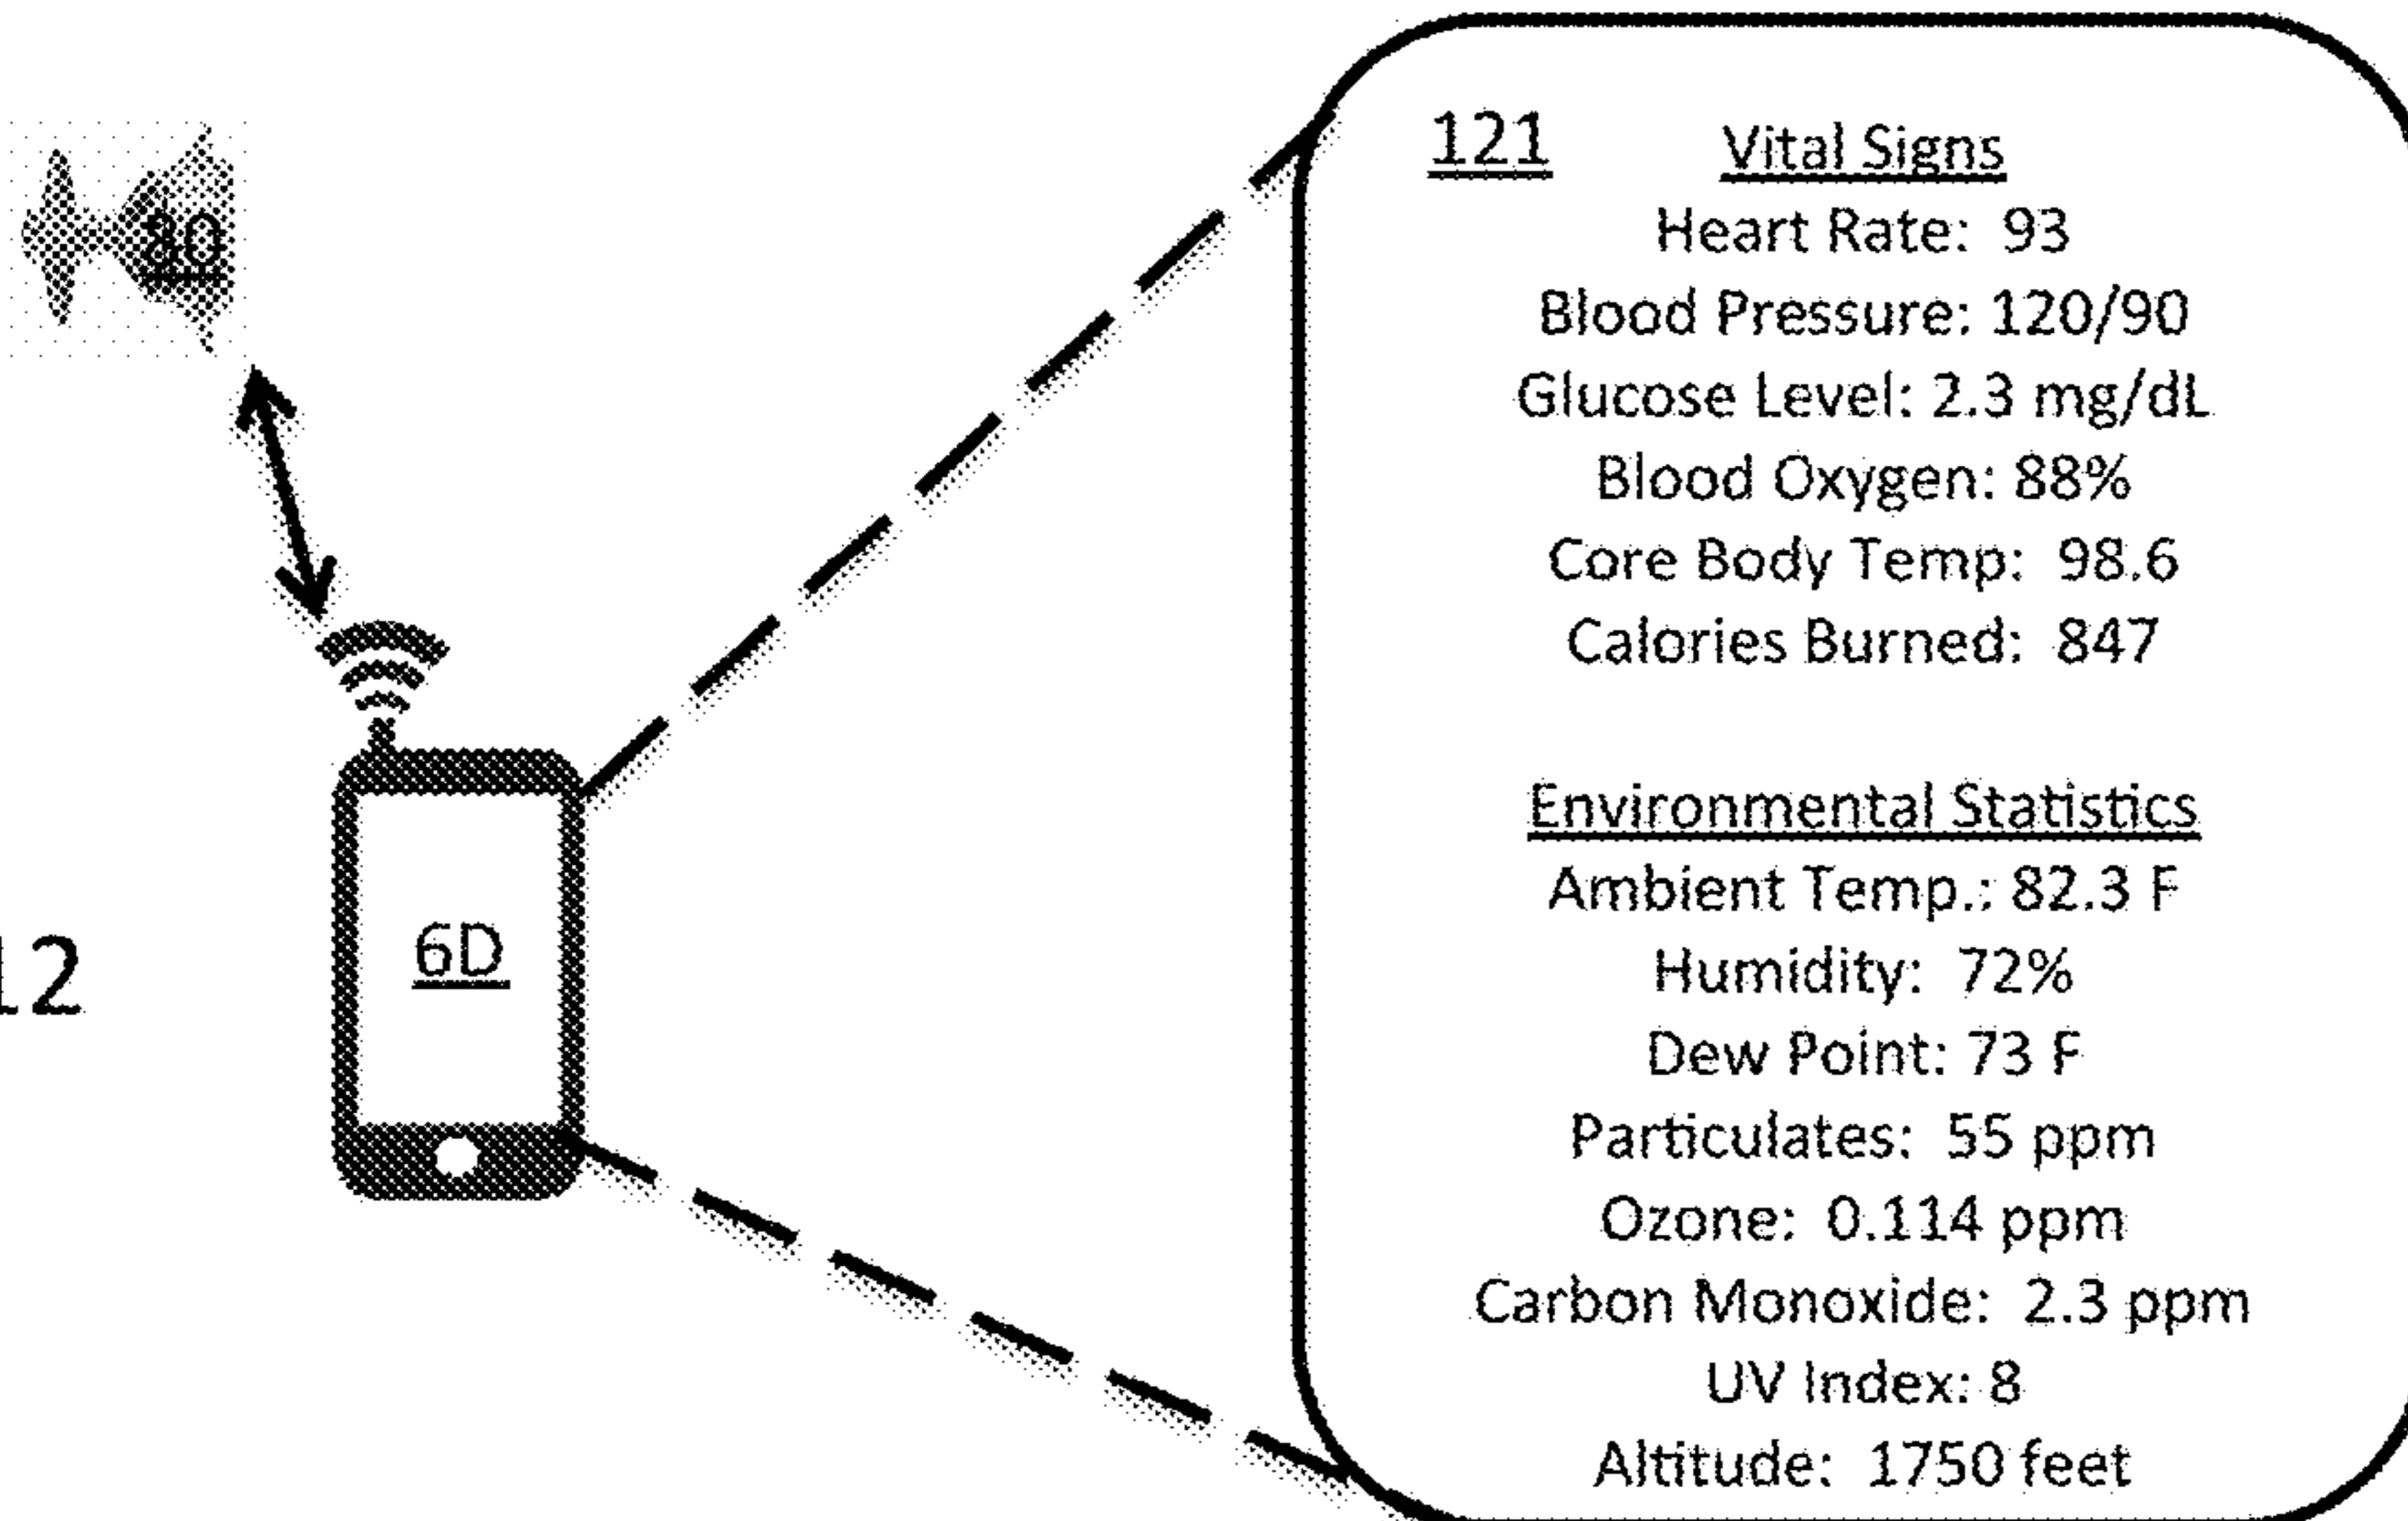 121
Vital Signs
Heart Rate: 93
Blood Pressure: 120/90
Glucose Level: 2.3 mg/dL
Blood Oxygen: 88%
Core Body Temp: 98.6
Calories Burned: 847
Environmental Statistics
Ambient Temp.: 82.3 F
Humidity: 72%
Dew Point: 73 F
Particulates: 55 ppm
Ozone: 0.114 ppm
Carbon Monoxide: 2.3 ppm
UV Index: 8
Altitude: 1750 feet
80
6D
12